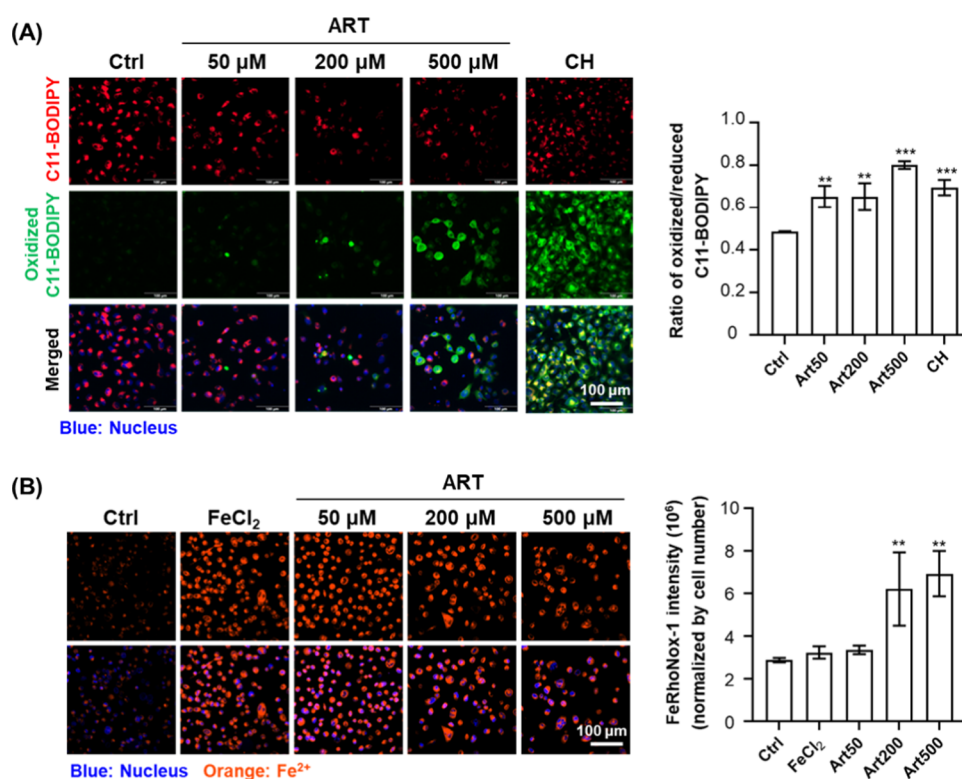 (A)
ART
Ctrl 50 µM 200 µM 500 µM CH
C11-BODIPY
Oxidized
C11-BODIPY
Merged
100 µm
Blue: Nucleus
Ratio of oxidized/reduced
C11-BODIPY
1.0
0.8
0.6
0.4
0.2
0
** ** *** ***
Ctrl Art50 Art200 Art500 CH
(B)
ART
Ctrl FeCl₂ 50 µM 200 µM 500 µM
100 µm
Blue: Nucleus Orange: Fe²⁺
FeRhoNox-1 intensity (10⁶)
(normalized by cell number)
10
8
6
4
2
0
** **
Ctrl FeCl₂ Art50 Art200 Art500